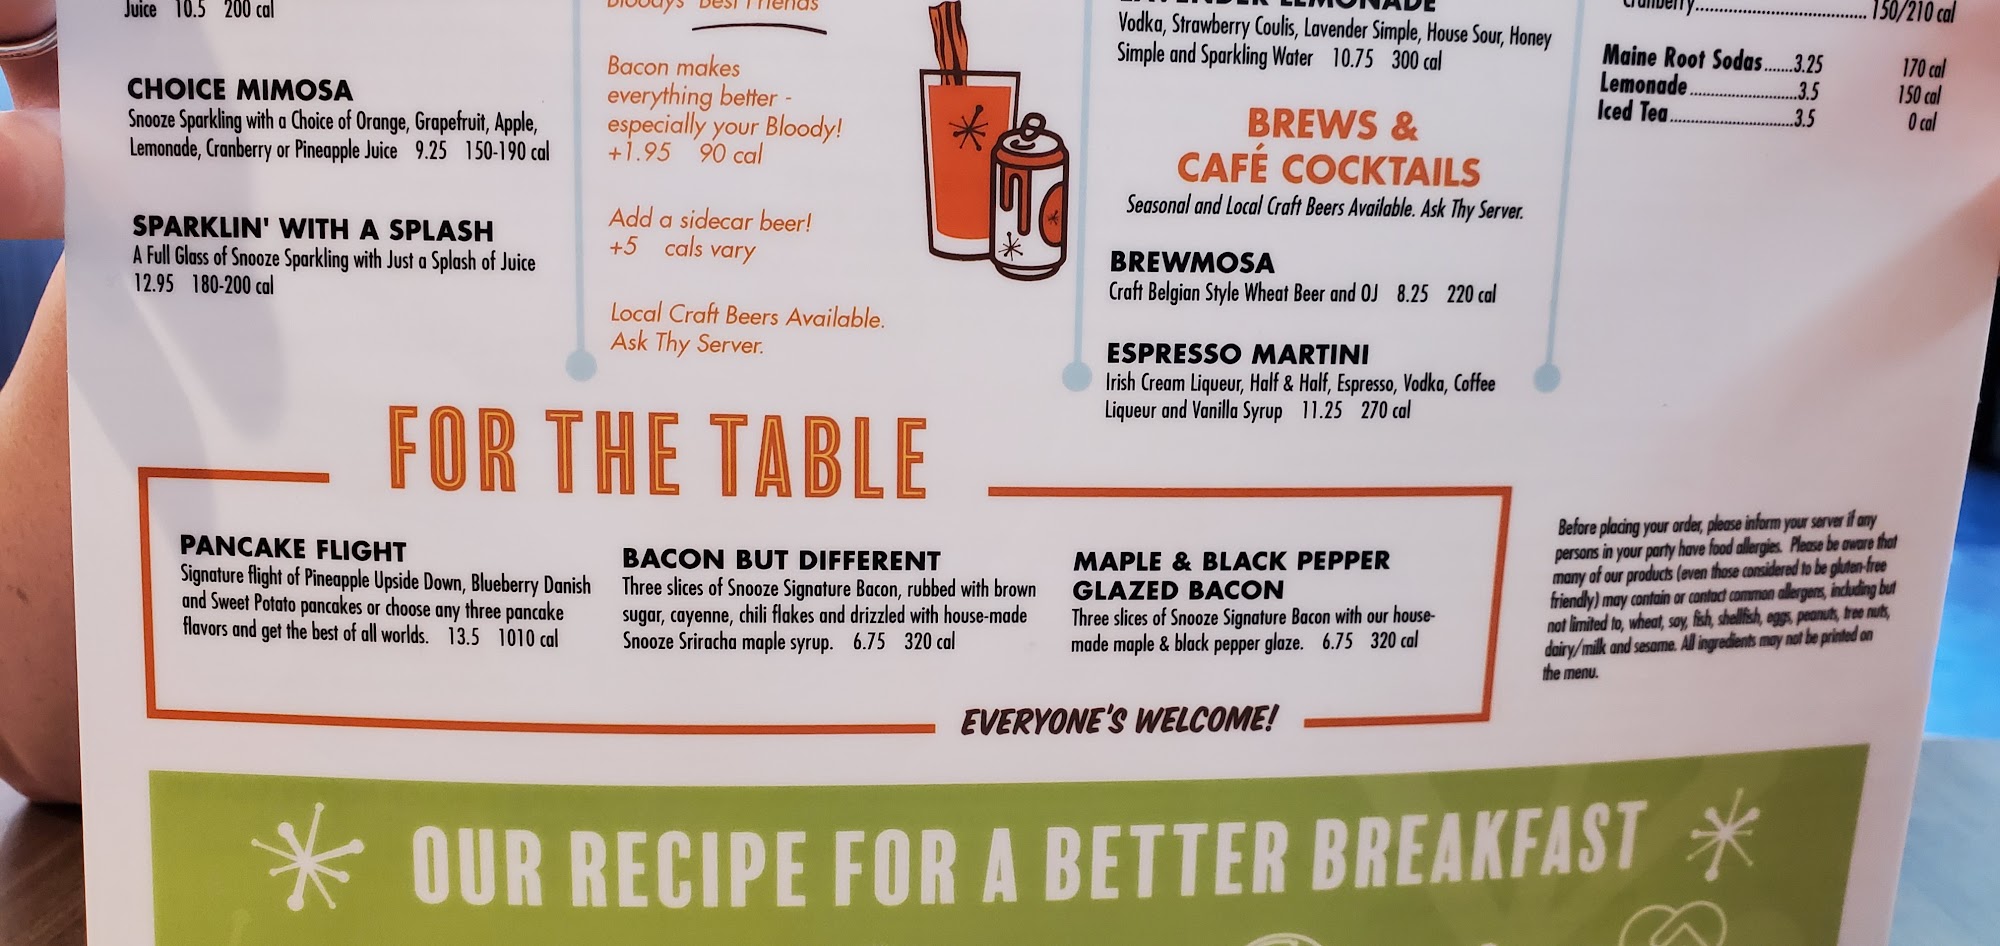 Juice 10.5 200 cal
CHOICE MIMOSA
Snooze Sparkling with a Choice of Orange, Grapefruit, Apple,
Lemonade, Cranberry or Pineapple Juice 9.25 150-190 cal
SPARKLIN' WITH A SPLASH
A Full Glass of Snooze Sparkling with Just a Splash of Juice
12.95 180-200 cal
Bloodys' Best Friends
Bacon makes
everything better -
especially your Bloody!
+1.95 90 cal
Add a sidecar beer!
+5 cals vary
Local Craft Beers Available.
Ask Thy Server.
LAVENDER LEMONADE
Vodka, Strawberry Coulis, Lavender Simple, House Sour, Honey
Simple and Sparkling Water 10.75 300 cal
BREWS &
CAFÉ COCKTAILS
Seasonal and Local Craft Beers Available. Ask Thy Server.
BREWMOSA
Craft Belgian Style Wheat Beer and OJ 8.25 220 cal
ESPRESSO MARTINI
Irish Cream Liqueur, Half & Half, Espresso, Vodka, Coffee
Liqueur and Vanilla Syrup 11.25 270 cal
Cranberry.......................................... 150/210 cal
Maine Root Sodas.......3.25 170 cal
Lemonade..........................3.5 150 cal
Iced Tea..............................3.5 0 cal
FOR THE TABLE
PANCAKE FLIGHT
Signature flight of Pineapple Upside Down, Blueberry Danish
and Sweet Potato pancakes or choose any three pancake
flavors and get the best of all worlds. 13.5 1010 cal
BACON BUT DIFFERENT
Three slices of Snooze Signature Bacon, rubbed with brown
sugar, cayenne, chili flakes and drizzled with house-made
Snooze Sriracha maple syrup. 6.75 320 cal
MAPLE & BLACK PEPPER
GLAZED BACON
Three slices of Snooze Signature Bacon with our house-
made maple & black pepper glaze. 6.75 320 cal
EVERYONE'S WELCOME!
Before placing your order, please inform your server if any
persons in your party have food allergies. Please be aware that
many of our products (even those considered to be gluten-free
friendly) may contain or contact common allergens, including but
not limited to, wheat, soy, fish, shellfish, eggs, peanuts, tree nuts,
dairy/milk and sesame. All ingredients may not be printed on
the menu.
OUR RECIPE FOR A BETTER BREAKFAST